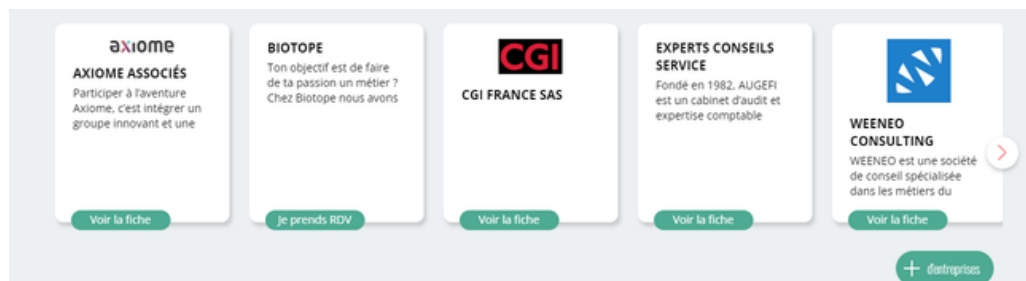 axiome
AXIOME ASSOCIÉS
Participer à l'aventure
Axiome, c'est intégrer un
groupe innovant et une
Voir la fiche
BIOTOPE
Ton objectif est de faire
de ta passion un métier ?
Chez Biotope nous avons
Je prends RDV
CGI
CGI FRANCE SAS
Voir la fiche
EXPERTS CONSEILS
SERVICE
Fondé en 1982, AUGEFI
est un cabinet d'audit et
expertise comptable
Voir la fiche
WEENEO
CONSULTING
WEENEO est une société
de conseil spécialisée
dans les métiers du
Voir la fiche
+ d'entreprises